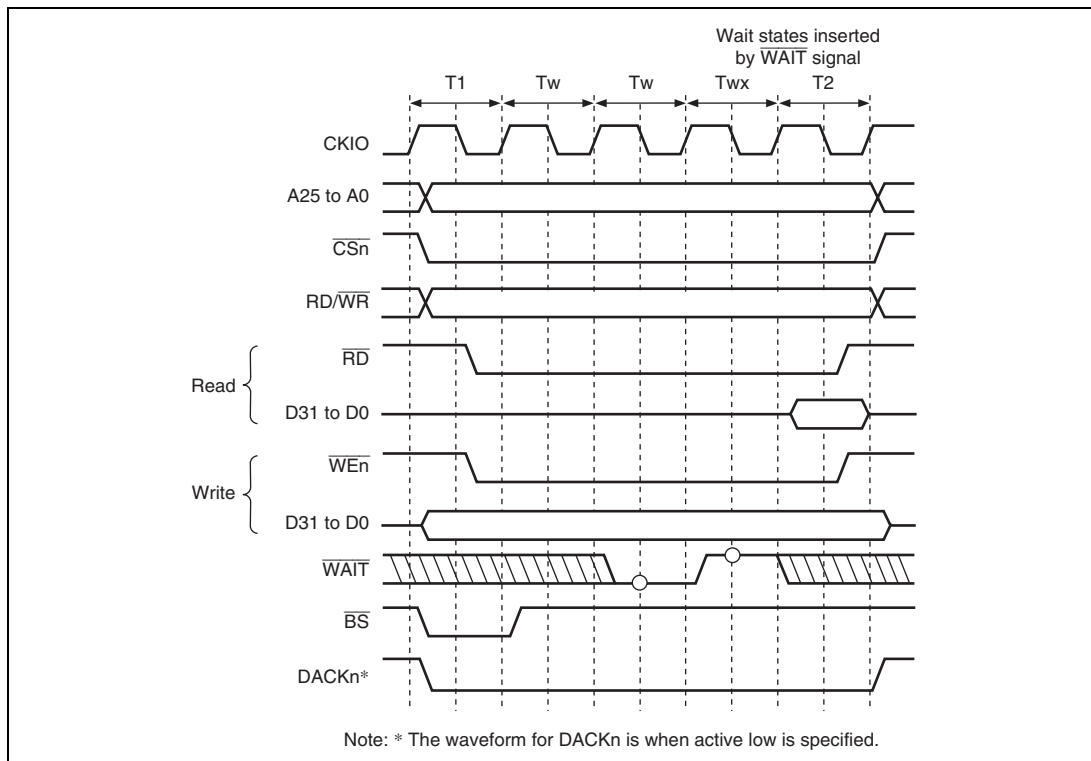 Wait states inserted
by WAIT signal
T1 Tw Tw Twx T2
CKIO
A25 to A0
CSn
RD/WR
Read
RD
D31 to D0
Write
WEn
D31 to D0
WAIT
BS
DACKn*
Note: * The waveform for DACKn is when active low is specified.